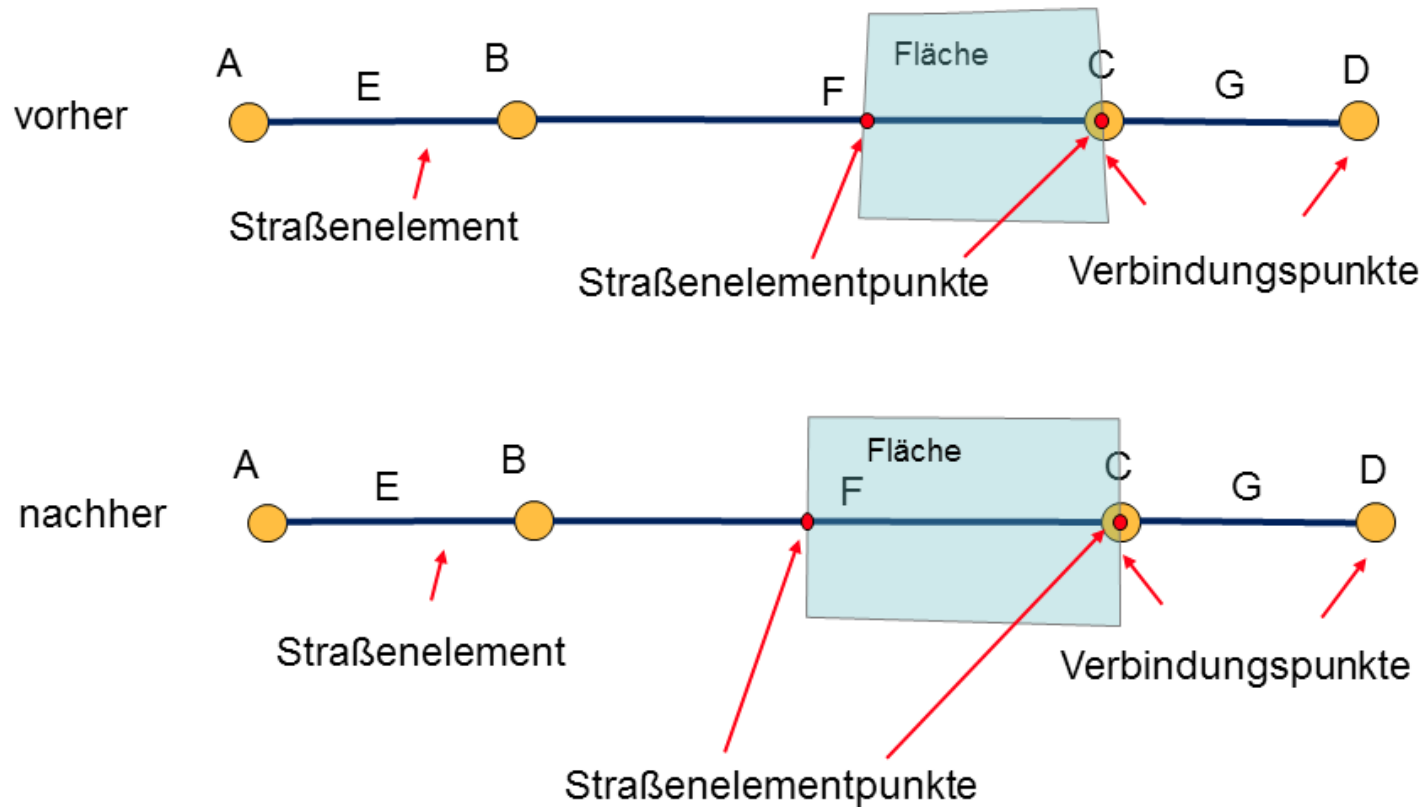 Fläche
A
B
C
D
E
F
G
vorher
Straßenelement
Straßenelementpunkte
Verbindungspunkte
Fläche
A
B
C
D
E
F
G
nachher
Straßenelement
Verbindungspunkte
Straßenelementpunkte